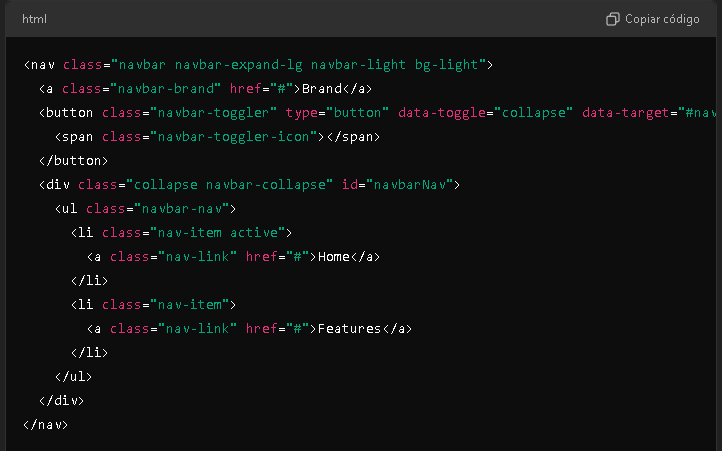 html
Copiar código
<nav class="navbar navbar-expand-lg navbar-light bg-light">
<a class="navbar-brand" href="#">Brand</a>
<button class="navbar-toggler" type="button" data-toggle="collapse" data-target="#nav
<span class="navbar-toggler-icon"></span>
</button>
<div class="collapse navbar-collapse" id="navbarNav">
<ul class="navbar-nav">
<li class="nav-item active">
<a class="nav-link" href="#">Home</a>
</li>
<li class="nav-item">
<a class="nav-link" href="#">Features</a>
</li>
</ul>
</div>
</nav>